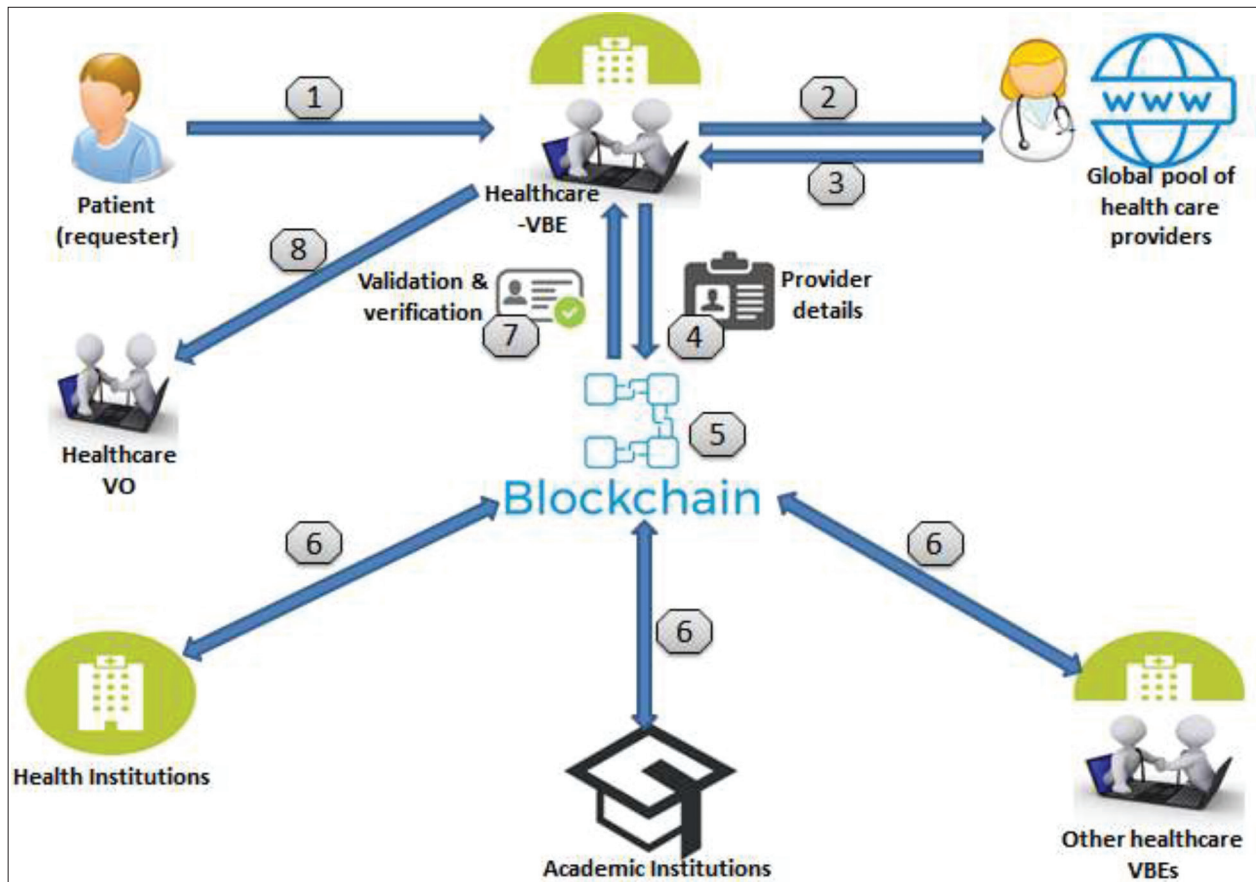 1
2
WWW
3
Patient
(requester)
Healthcare
-VBE
Global pool of
health care
providers
8
Validation &
verification
7
4
Provider
details
Healthcare
VO
5
Blockchain
6
6
6
Health Institutions
Academic Institutions
Other healthcare
VBEs